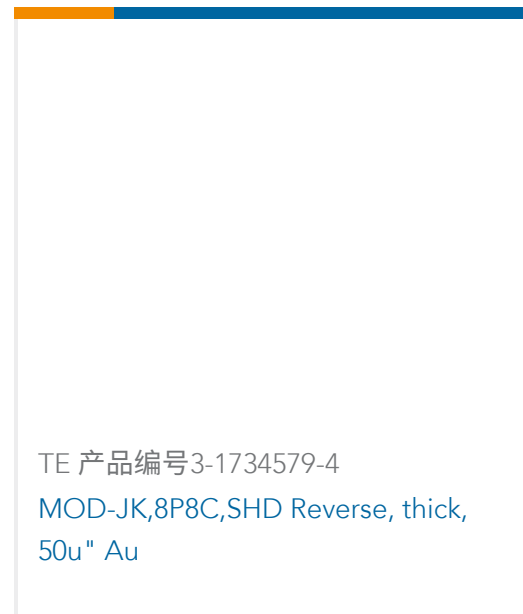 TE 产品编号3-1734579-4
MOD-JK,8P8C,SHD Reverse, thick,
50u" Au